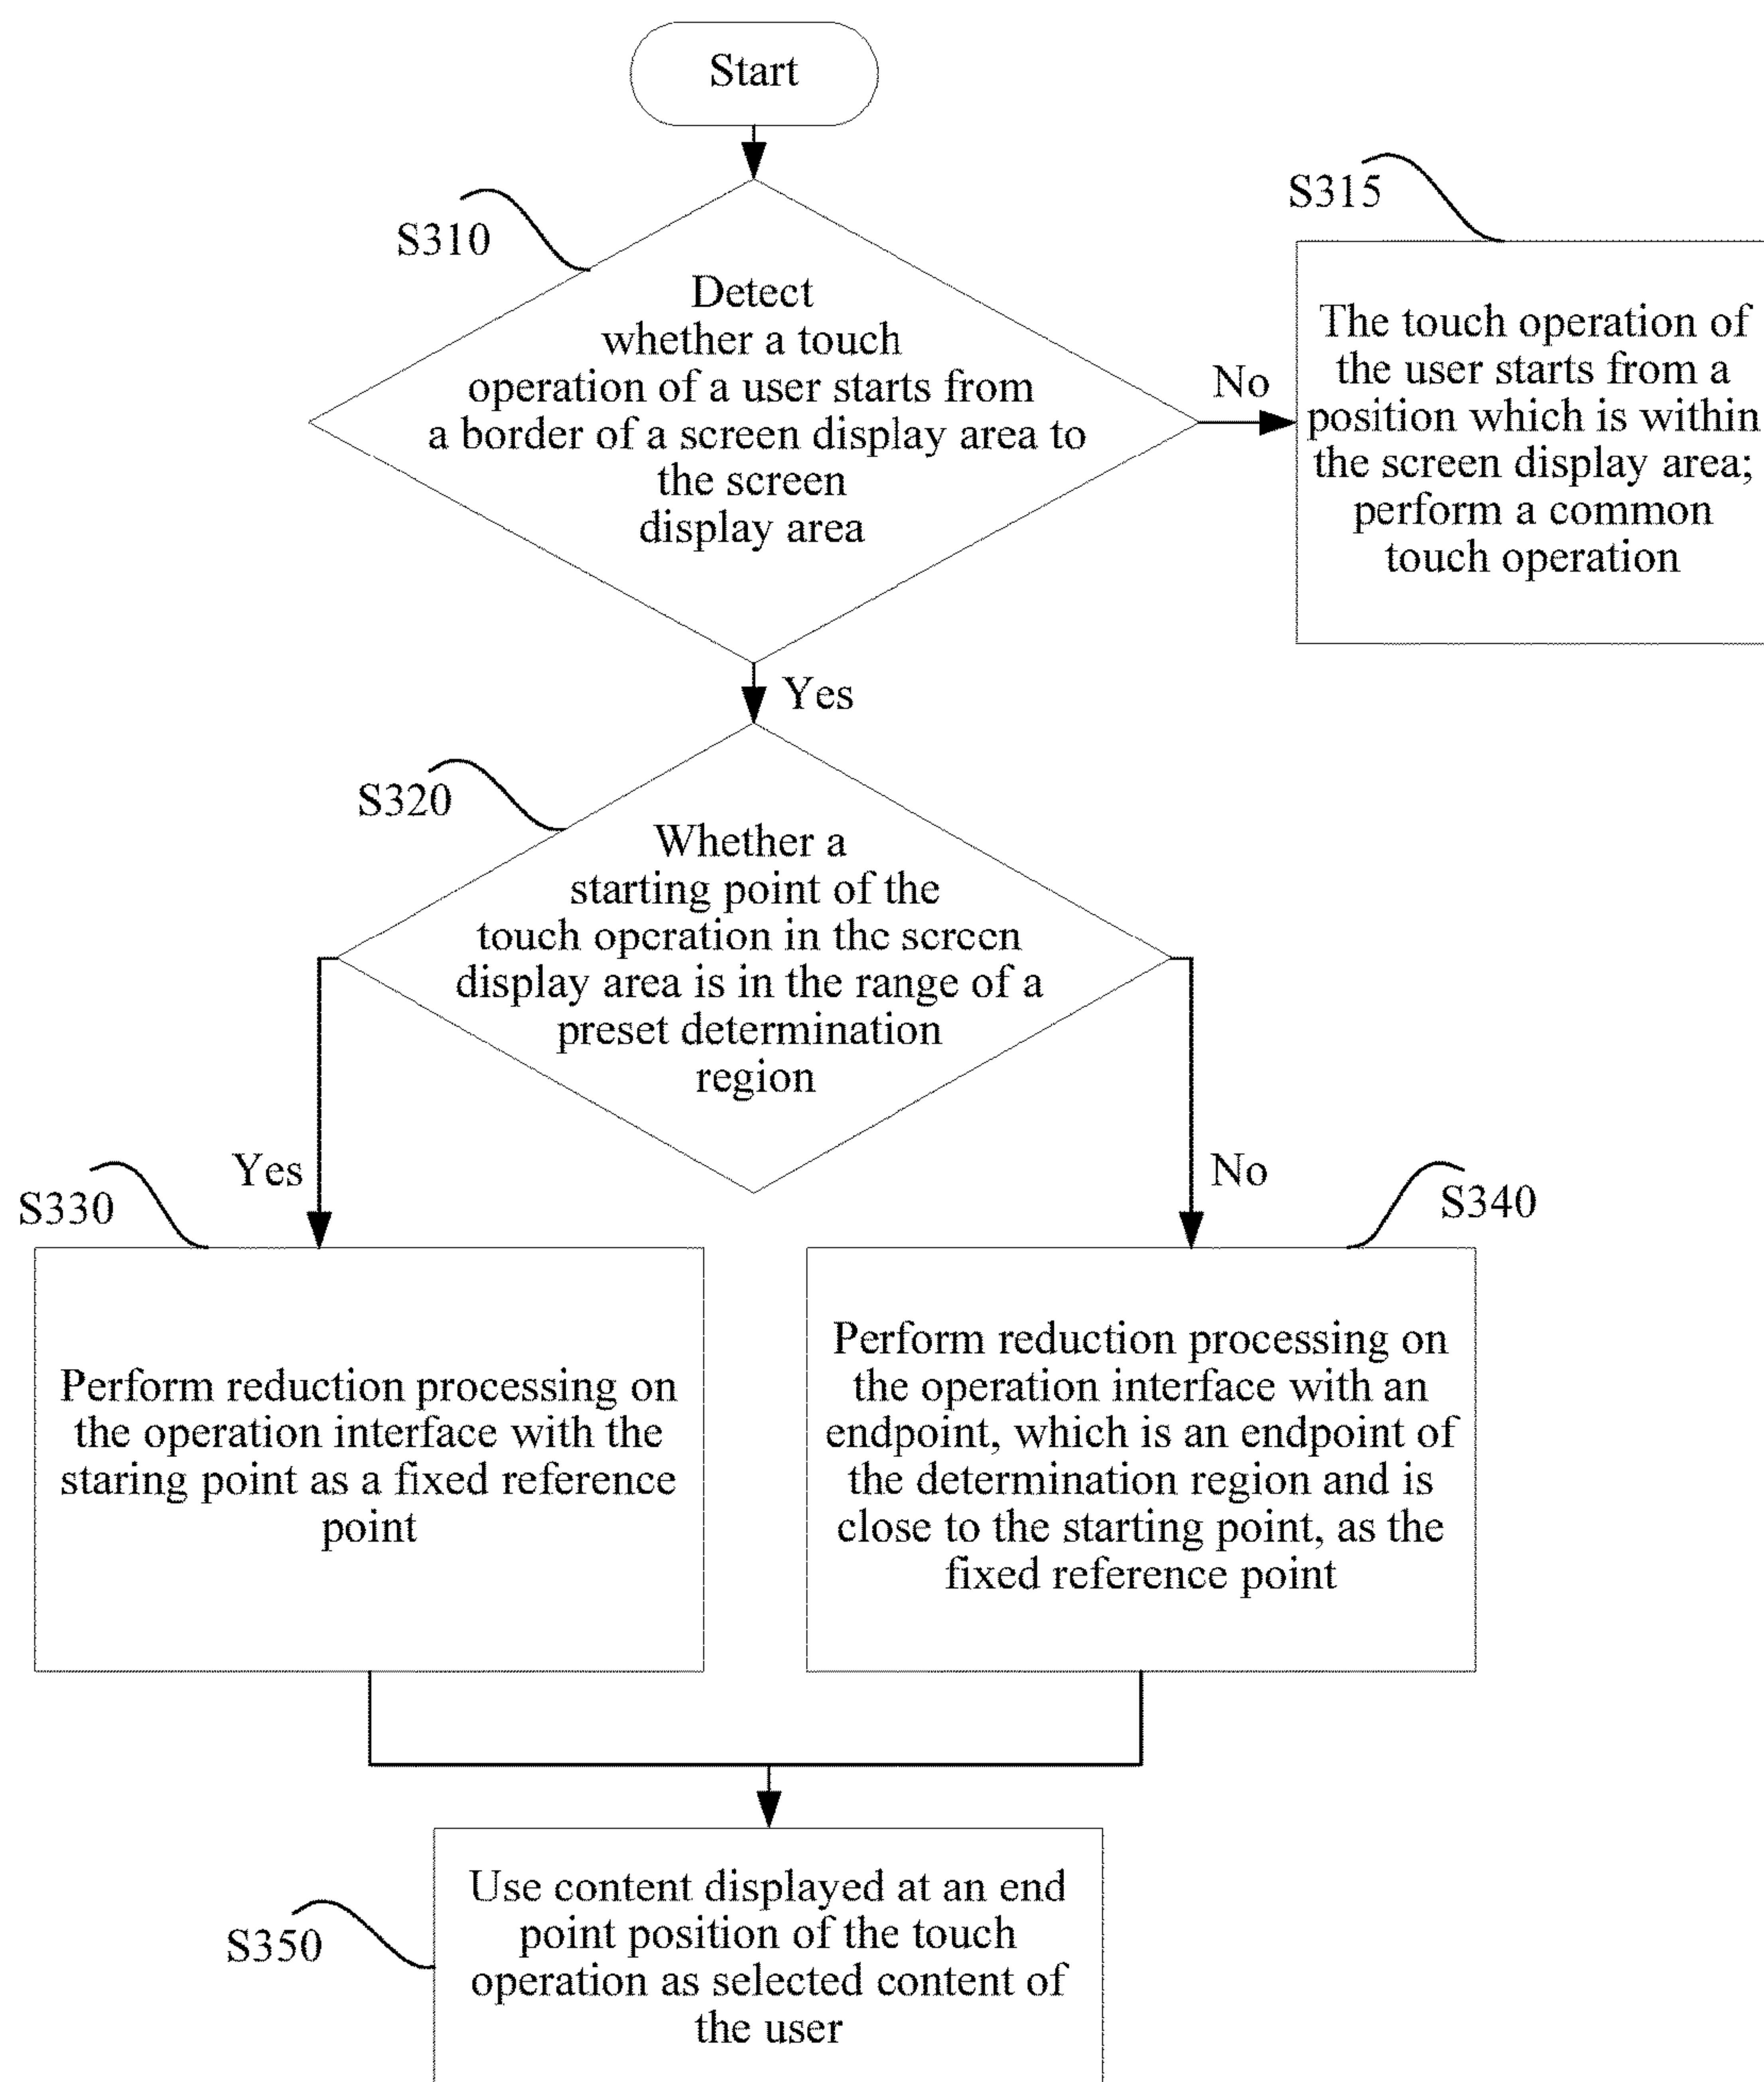 Start
S310
Detect
whether a touch
operation of a user starts from
a border of a screen display area to
the screen
display area
No
S315
The touch operation of
the user starts from a
position which is within
the screen display area;
perform a common
touch operation
Yes
S320
Whether a
starting point of the
touch operation in the screen
display area is in the range of a
preset determination
region
Yes
No
S330
Perform reduction processing on
the operation interface with the
staring point as a fixed reference
point
S340
Perform reduction processing on
the operation interface with an
endpoint, which is an endpoint of
the determination region and is
close to the starting point, as the
fixed reference point
S350
Use content displayed at an end
point position of the touch
operation as selected content of
the user